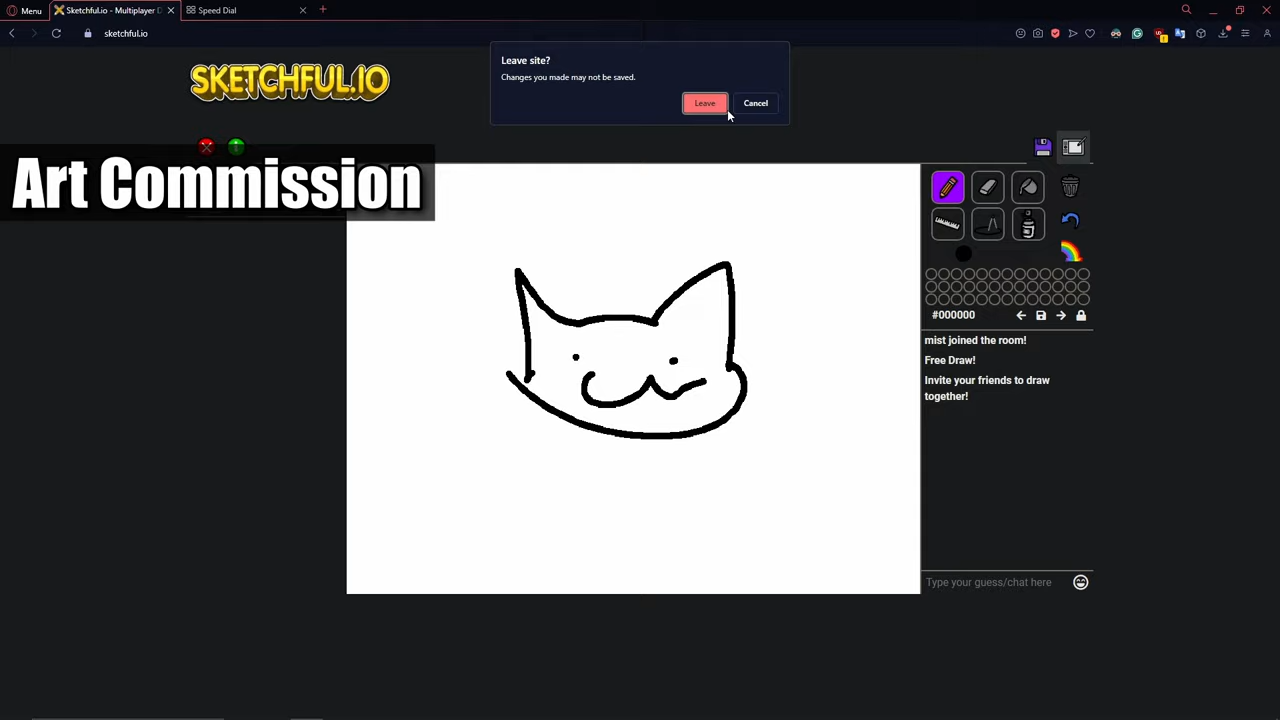 Menu
Sketchful.io - Multiplayer D
Speed Dial
sketchful.io
Leave site?
Changes you made may not be saved.
Leave
Cancel
SKETCHFUL.IO
Art Commission
#000000
mist joined the room!
Free Draw!
Invite your friends to draw
together!
Type your guess/chat here